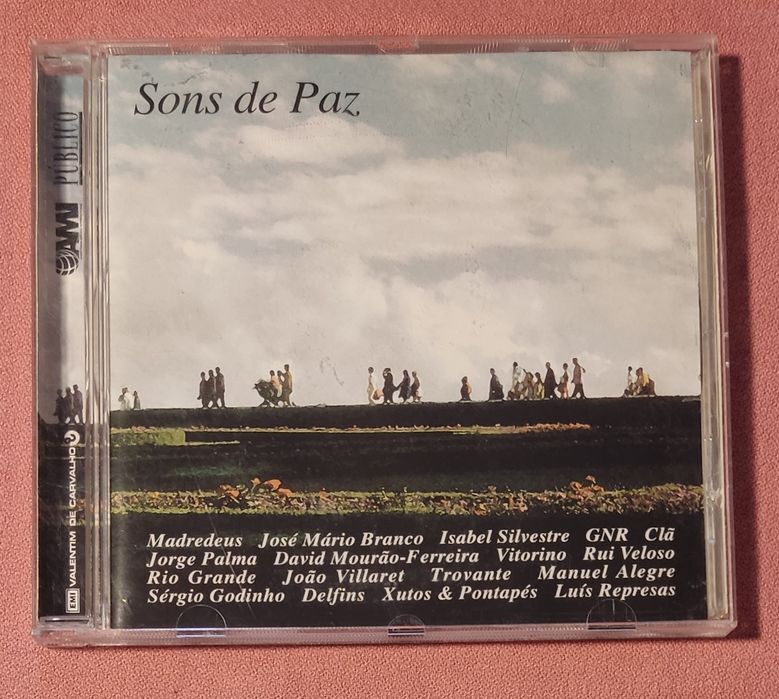 Sons de Paz
PÚBLICO
AMI
EMI VALENTIM DE CARVALHO
Madredeus José Mário Branco Isabel Silvestre GNR Clã
Jorge Palma David Mourão-Ferreira Vitorino Rui Veloso
Rio Grande João Villaret Trovante Manuel Alegre
Sérgio Godinho Delfins Xutos & Pontapés Luís Represas